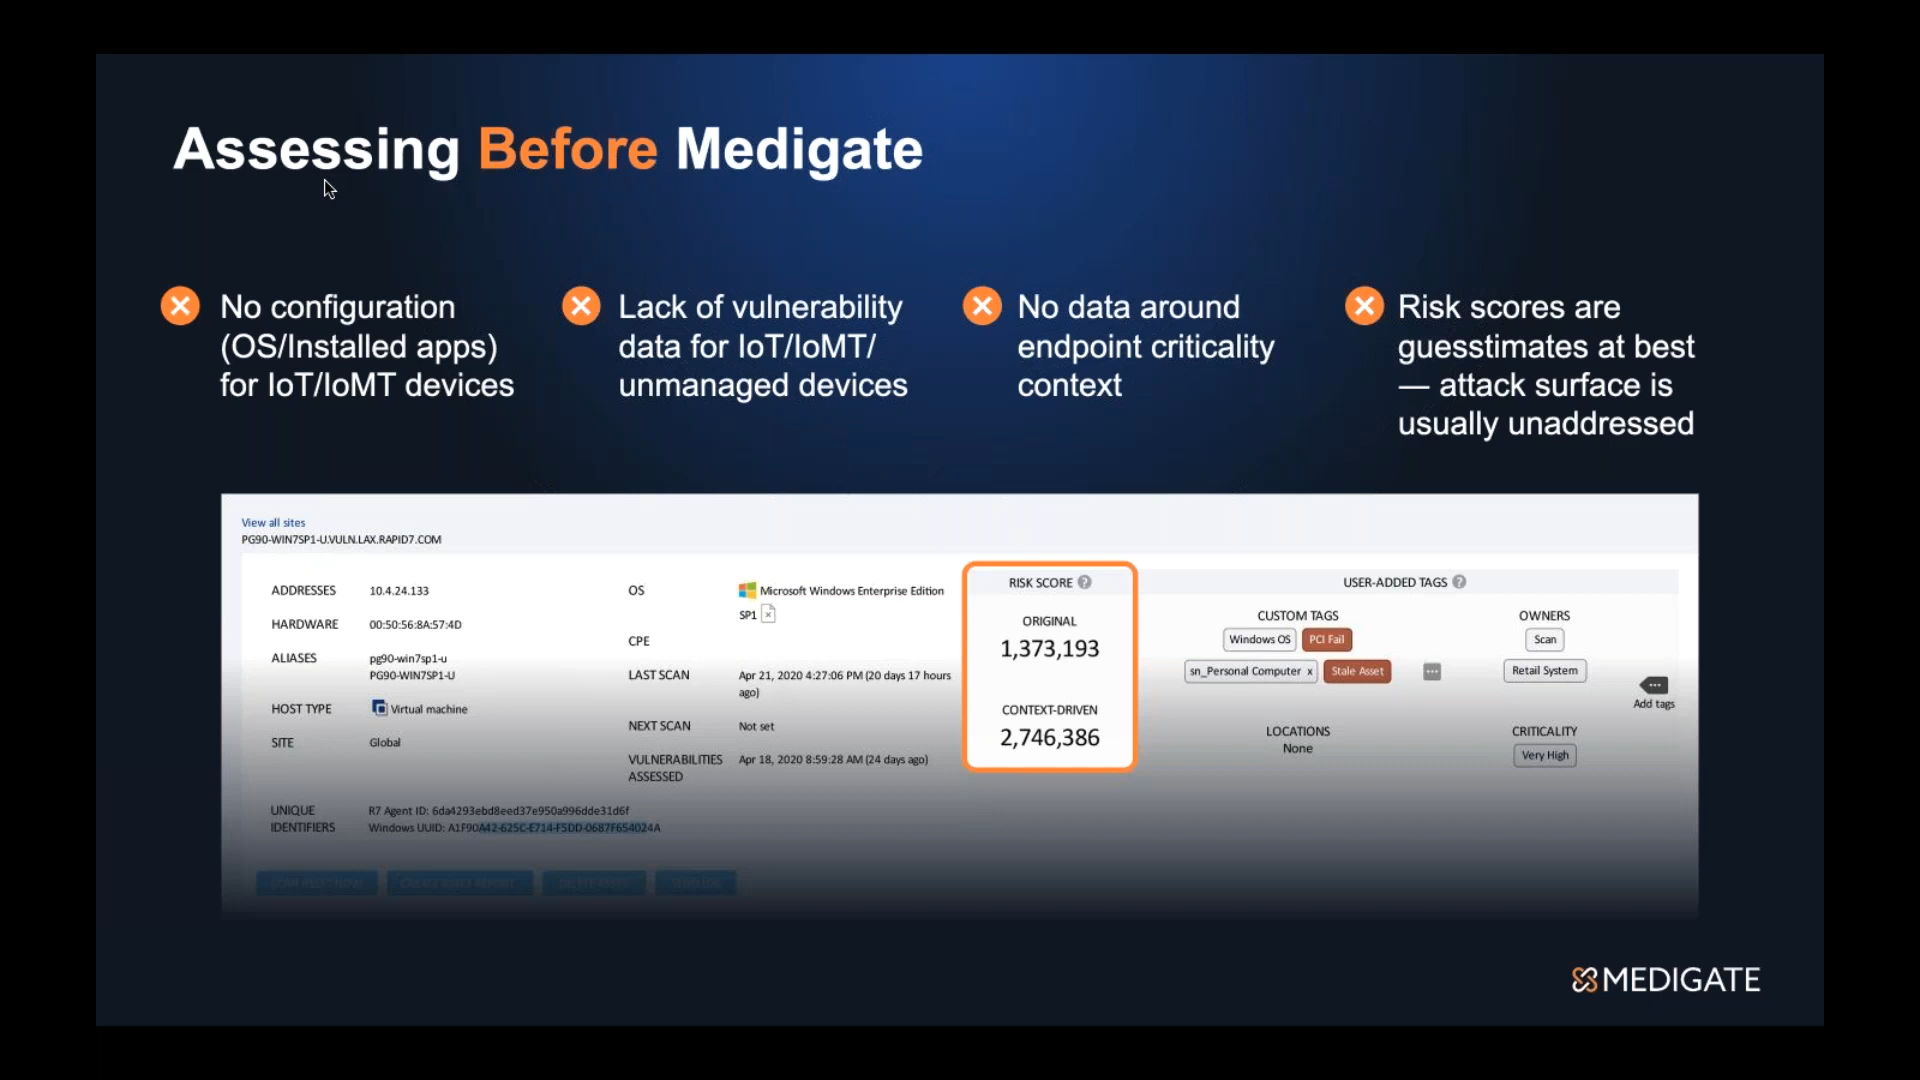 Assessing Before Medigate
No configuration
(OS/Installed apps)
for IoT/IoMT devices
Lack of vulnerability
data for IoT/IoMT/
unmanaged devices
No data around
endpoint criticality
context
Risk scores are
guesstimates at best
— attack surface is
usually unaddressed
View all sites
PG90-WIN7SP1-U.VULN.LAX.RAPID7.COM
ADDRESSES 10.4.24.133
HARDWARE 00:50:56:8A:57:4D
ALIASES pg90-win7sp1-u
PG90-WIN7SP1-U
HOST TYPE Virtual machine
SITE Global
OS Microsoft Windows Enterprise Edition
SP1
CPE
LAST SCAN Apr 21, 2020 4:27:06 PM (20 days 17 hours
ago)
NEXT SCAN Not set
VULNERABILITIES Apr 18, 2020 8:59:28 AM (24 days ago)
ASSESSED
UNIQUE R7 Agent ID: 6da4293ebd8eed37e950a996dde31d6f
IDENTIFIERS Windows UUID: A1F90A42-625C-E714-F5DD-0687F654024A
RISK SCORE ?
ORIGINAL
1,373,193
CONTEXT-DRIVEN
2,746,386
USER-ADDED TAGS ?
CUSTOM TAGS
Windows OS PCI Fail
sn_Personal Computer x Stale Asset
OWNERS
Scan
Retail System
LOCATIONS
None
CRITICALITY
Very High
Add tags
MEDIGATE